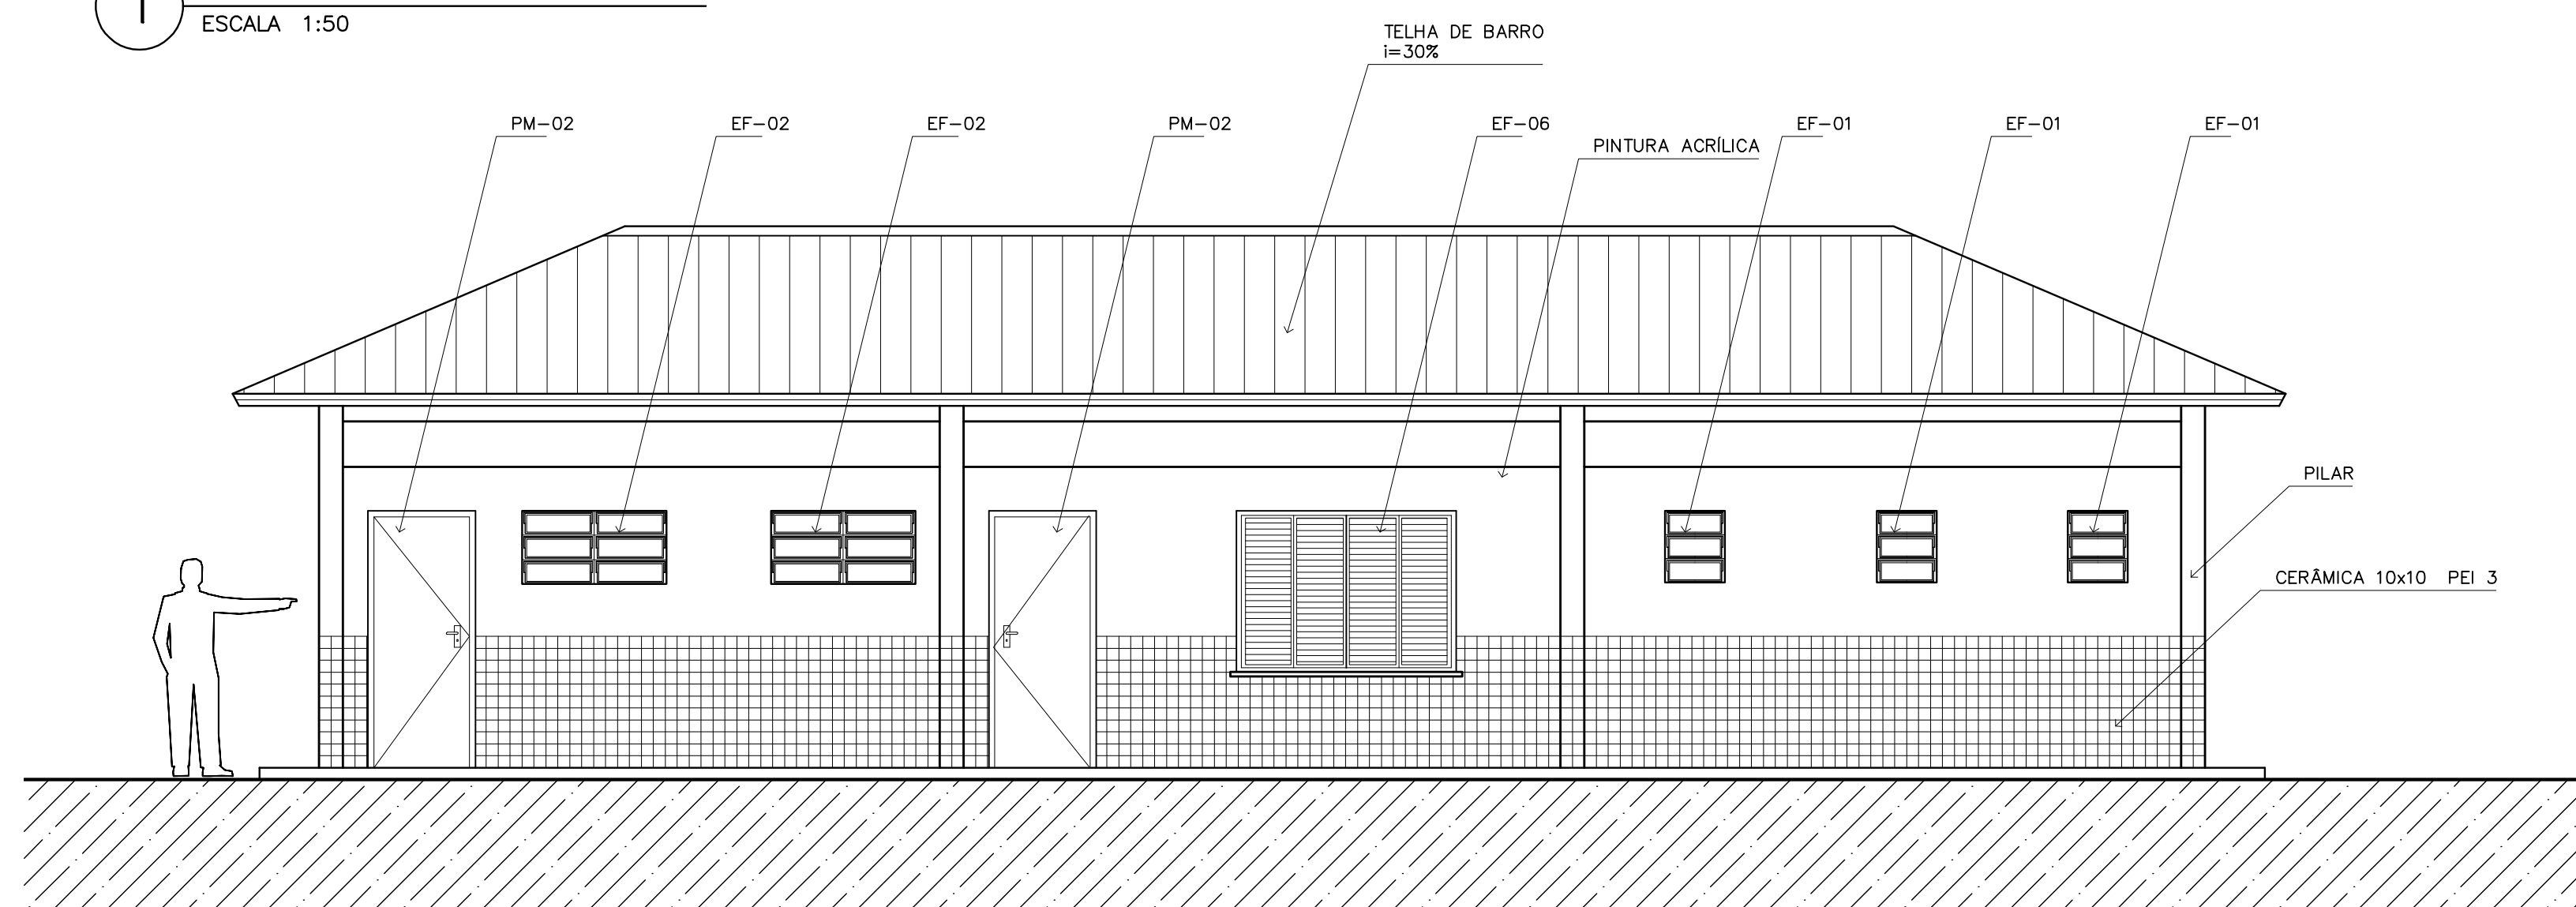 1
ESCALA 1:50
TELHA DE BARRO
i=30%
PM-02
EF-02
EF-02
PM-02
EF-06
PINTURA ACRÍLICA
EF-01
EF-01
EF-01
PILAR
CERÂMICA 10x10 PEI 3